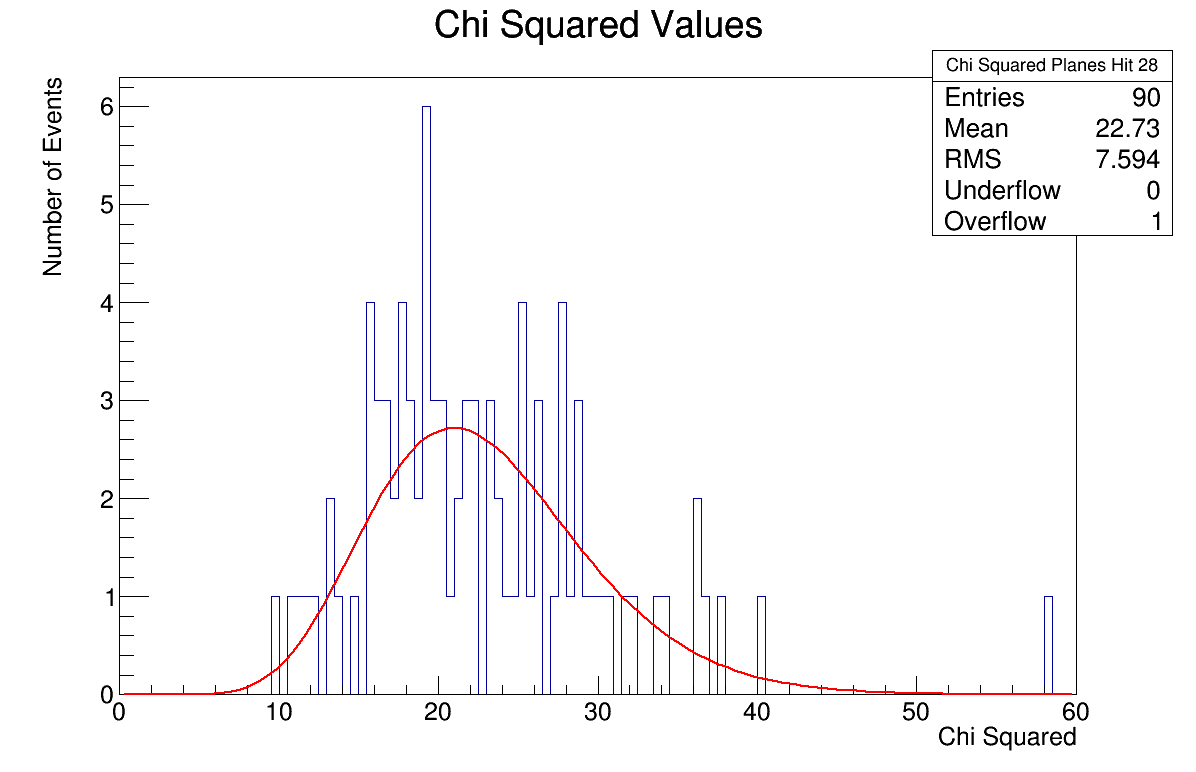 Chi Squared Values
Chi Squared Planes Hit 28
Entries 90
Mean 22.73
RMS 7.594
Underflow 0
Overflow 1
Number of Events
6
5
4
3
2
1
0
0 10 20 30 40 50 60
Chi Squared